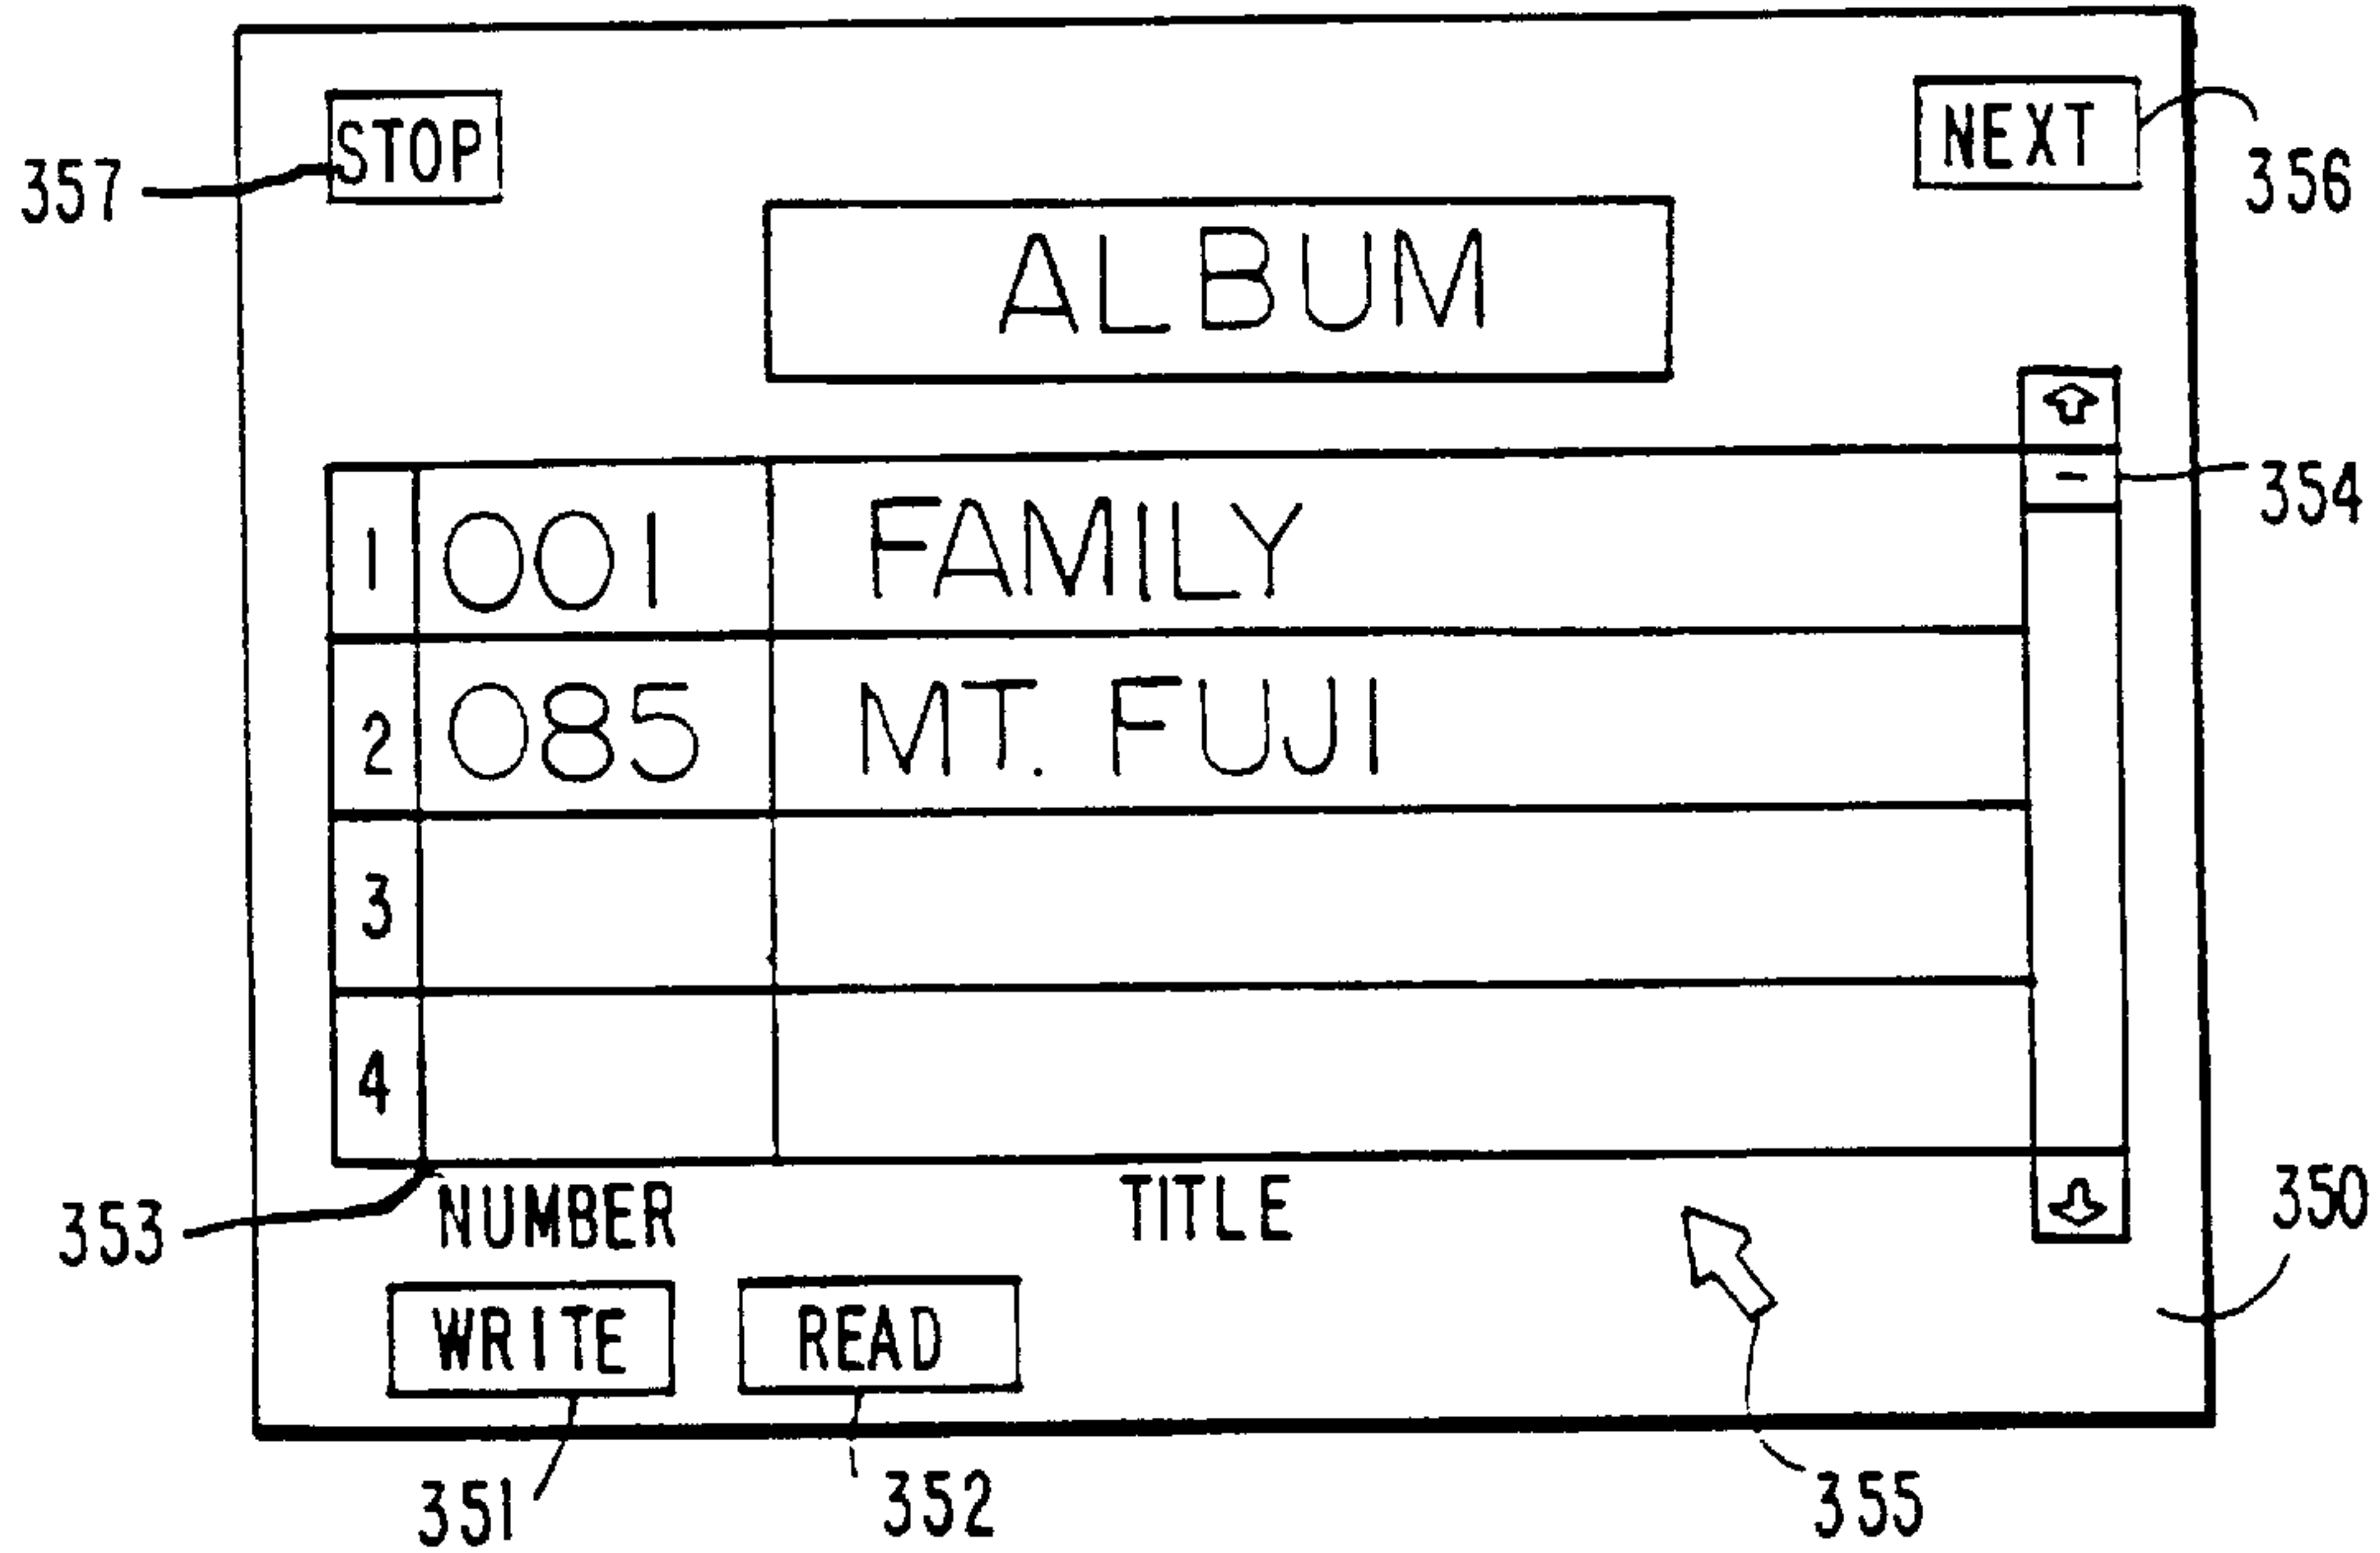 STOP
NEXT
357
356
ALBUM
354
1 001 FAMILY
2 085 MT. FUJI
3
4
350
353
NUMBER TITLE
WRITE READ
351 352 355